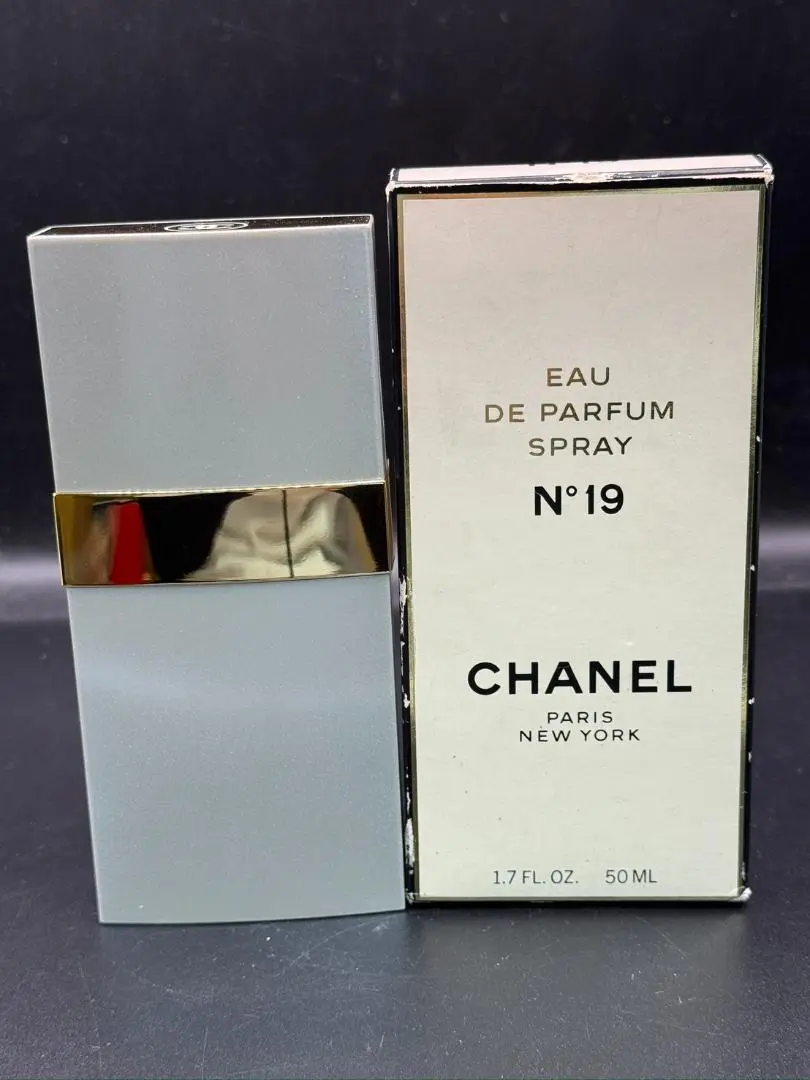 EAU
DE PARFUM
SPRAY
N° 19
CHANEL
PARIS
NEW YORK
1.7 FL. OZ. 50 ML